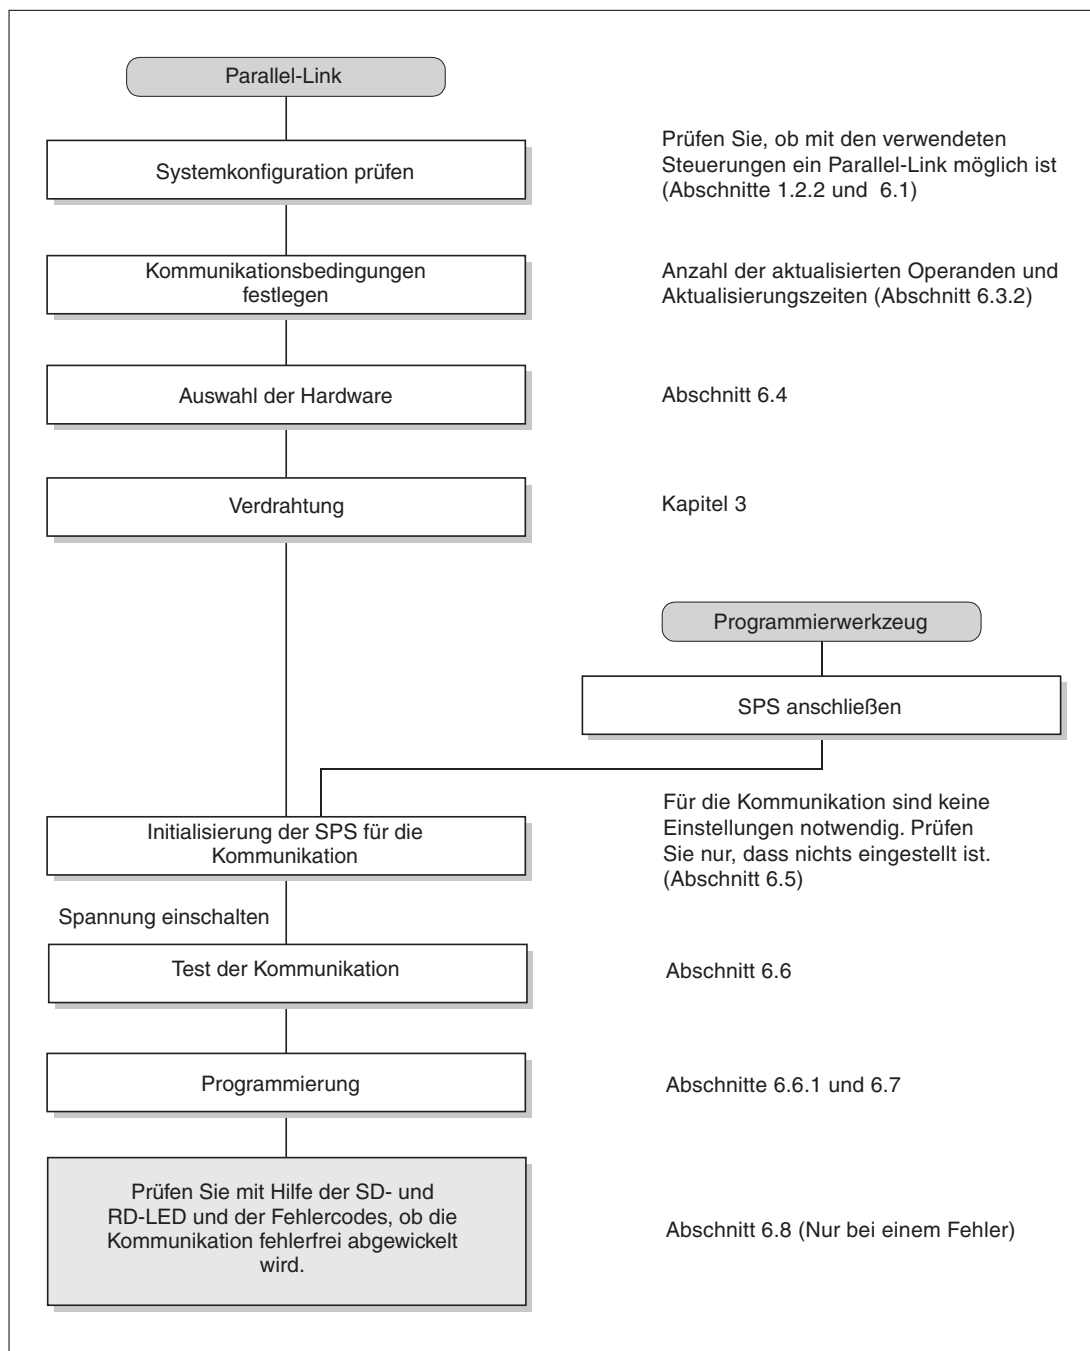 Parallel-Link
Systemkonfiguration prüfen
Prüfen Sie, ob mit den verwendeten
Steuerungen ein Parallel-Link möglich ist
(Abschnitte 1.2.2 und 6.1)
Kommunikationsbedingungen
festlegen
Anzahl der aktualisierten Operanden und
Aktualisierungszeiten (Abschnitt 6.3.2)
Auswahl der Hardware
Abschnitt 6.4
Verdrahtung
Kapitel 3
Programmierwerkzeug
SPS anschließen
Initialisierung der SPS für die
Kommunikation
Für die Kommunikation sind keine
Einstellungen notwendig. Prüfen
Sie nur, dass nichts eingestellt ist.
(Abschnitt 6.5)
Spannung einschalten
Test der Kommunikation
Abschnitt 6.6
Programmierung
Abschnitte 6.6.1 und 6.7
Prüfen Sie mit Hilfe der SD- und
RD-LED und der Fehlercodes, ob die
Kommunikation fehlerfrei abgewickelt
wird.
Abschnitt 6.8 (Nur bei einem Fehler)